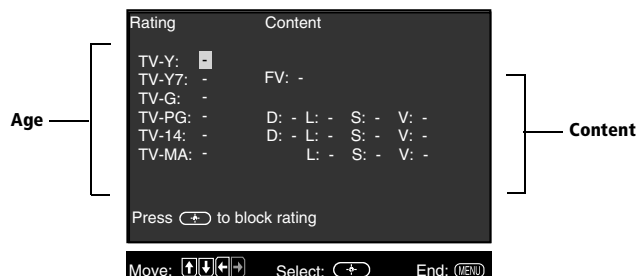 Rating Content
TV-Y: -
TV-Y7: - FV: -
TV-G: -
TV-PG: - D: - L: - S: - V: -
TV-14: - D: - L: - S: - V: -
TV-MA: - L: - S: - V: -
Age
Content
Press to block rating
Move: Select: End: MENU